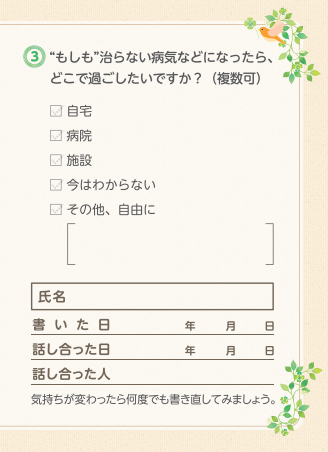 3 “もしも”治らない病気などになったら、
どこで過ごしたいですか？（複数可）
自宅
病院
施設
今はわからない
その他、自由に
氏名
書いた日 年 月 日
話し合った日 年 月 日
話し合った人
気持ちが変わったら何度でも書き直してみましょう。